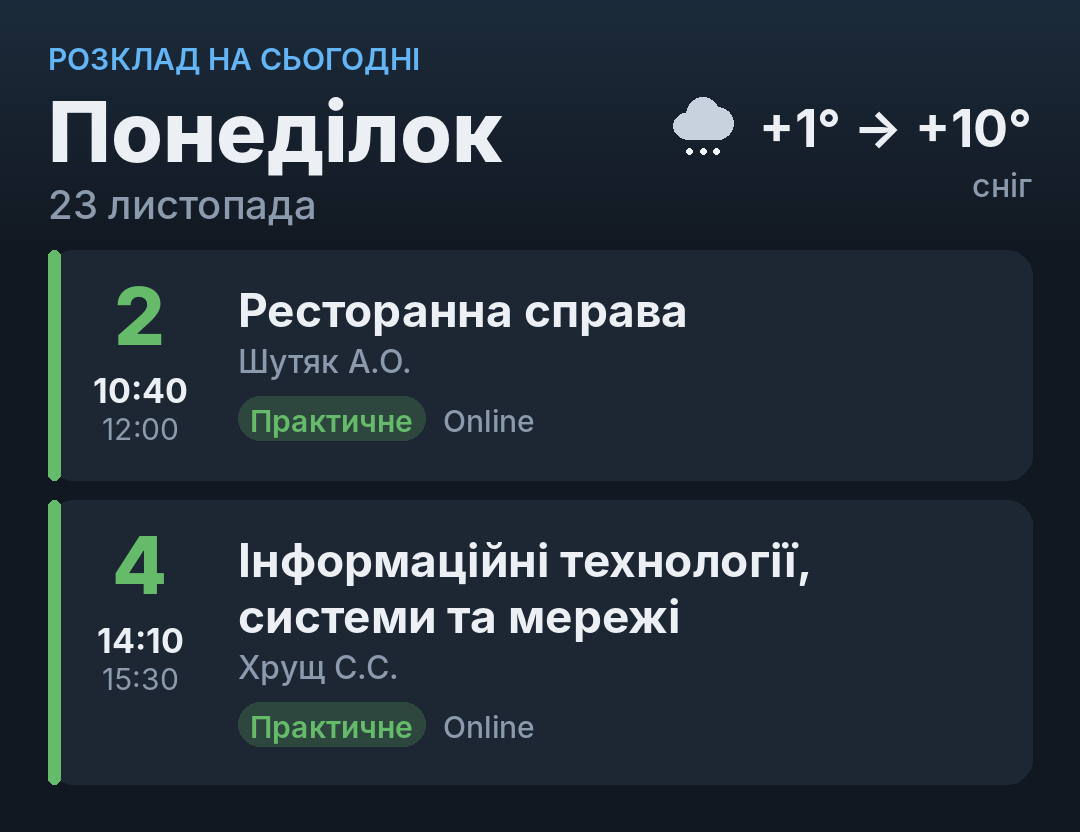 РОЗКЛАД НА СЬОГОДНІ
Понеділок
+1° → +10°
23 листопада
сніг
2
10:40
12:00
Ресторанна справа
Шутяк А.О.
Практичне Online
4
14:10
15:30
Інформаційні технології,
системи та мережі
Хрущ С.С.
Практичне Online